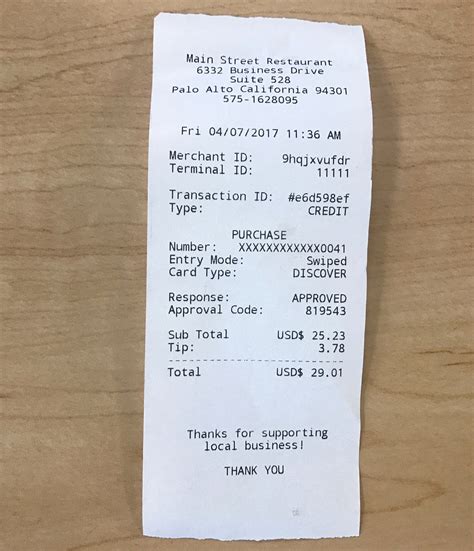 Main Street Restaurant
6332 Business Drive
Suite 528
Palo Alto California 94301
575-1628095
Fri 04/07/2017 11:36 AM
Merchant ID: 9hqjxvufdr
Terminal ID: 11111
Transaction ID: #e6d598ef
Type: CREDIT
PURCHASE
Number: XXXXXXXXXXXX0041
Entry Mode: Swiped
Card Type: DISCOVER
Response: APPROVED
Approval Code: 819543
Sub Total USD$ 25.23
Tip: 3.78
Total USD$ 29.01
Thanks for supporting
local business!
THANK YOU